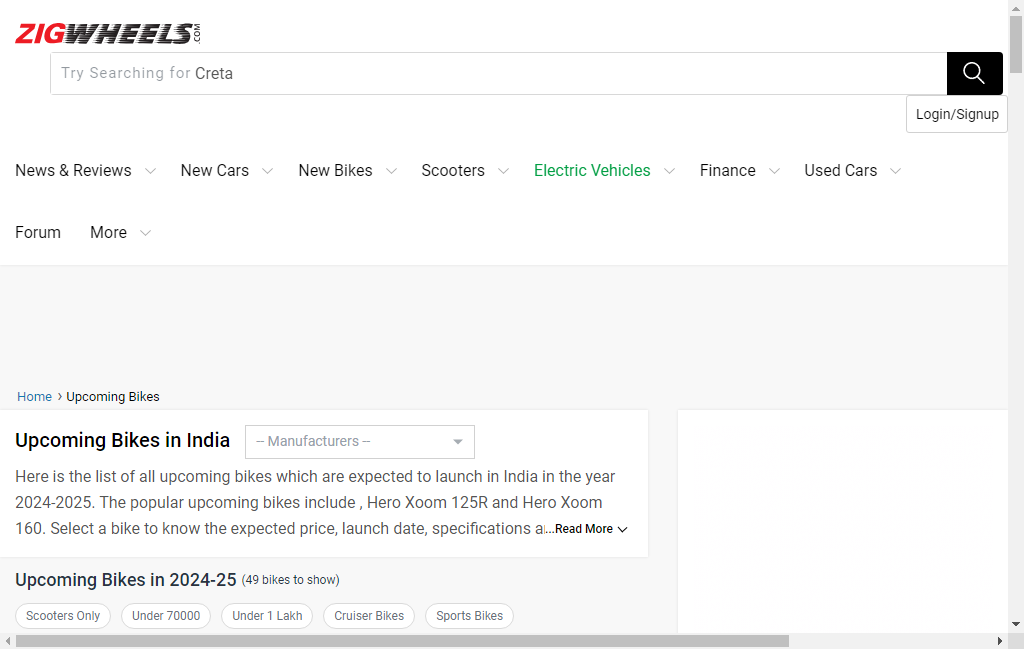 ZIGWHEELS.COM
Try Searching for Creta
Login/Signup
News & Reviews New Cars New Bikes Scooters Electric Vehicles Finance Used Cars
Forum More
Home › Upcoming Bikes
Upcoming Bikes in India -- Manufacturers --
Here is the list of all upcoming bikes which are expected to launch in India in the year
2024-2025. The popular upcoming bikes include , Hero Xoom 125R and Hero Xoom
160. Select a bike to know the expected price, launch date, specifications a...Read More
Upcoming Bikes in 2024-25 (49 bikes to show)
Scooters Only Under 70000 Under 1 Lakh Cruiser Bikes Sports Bikes